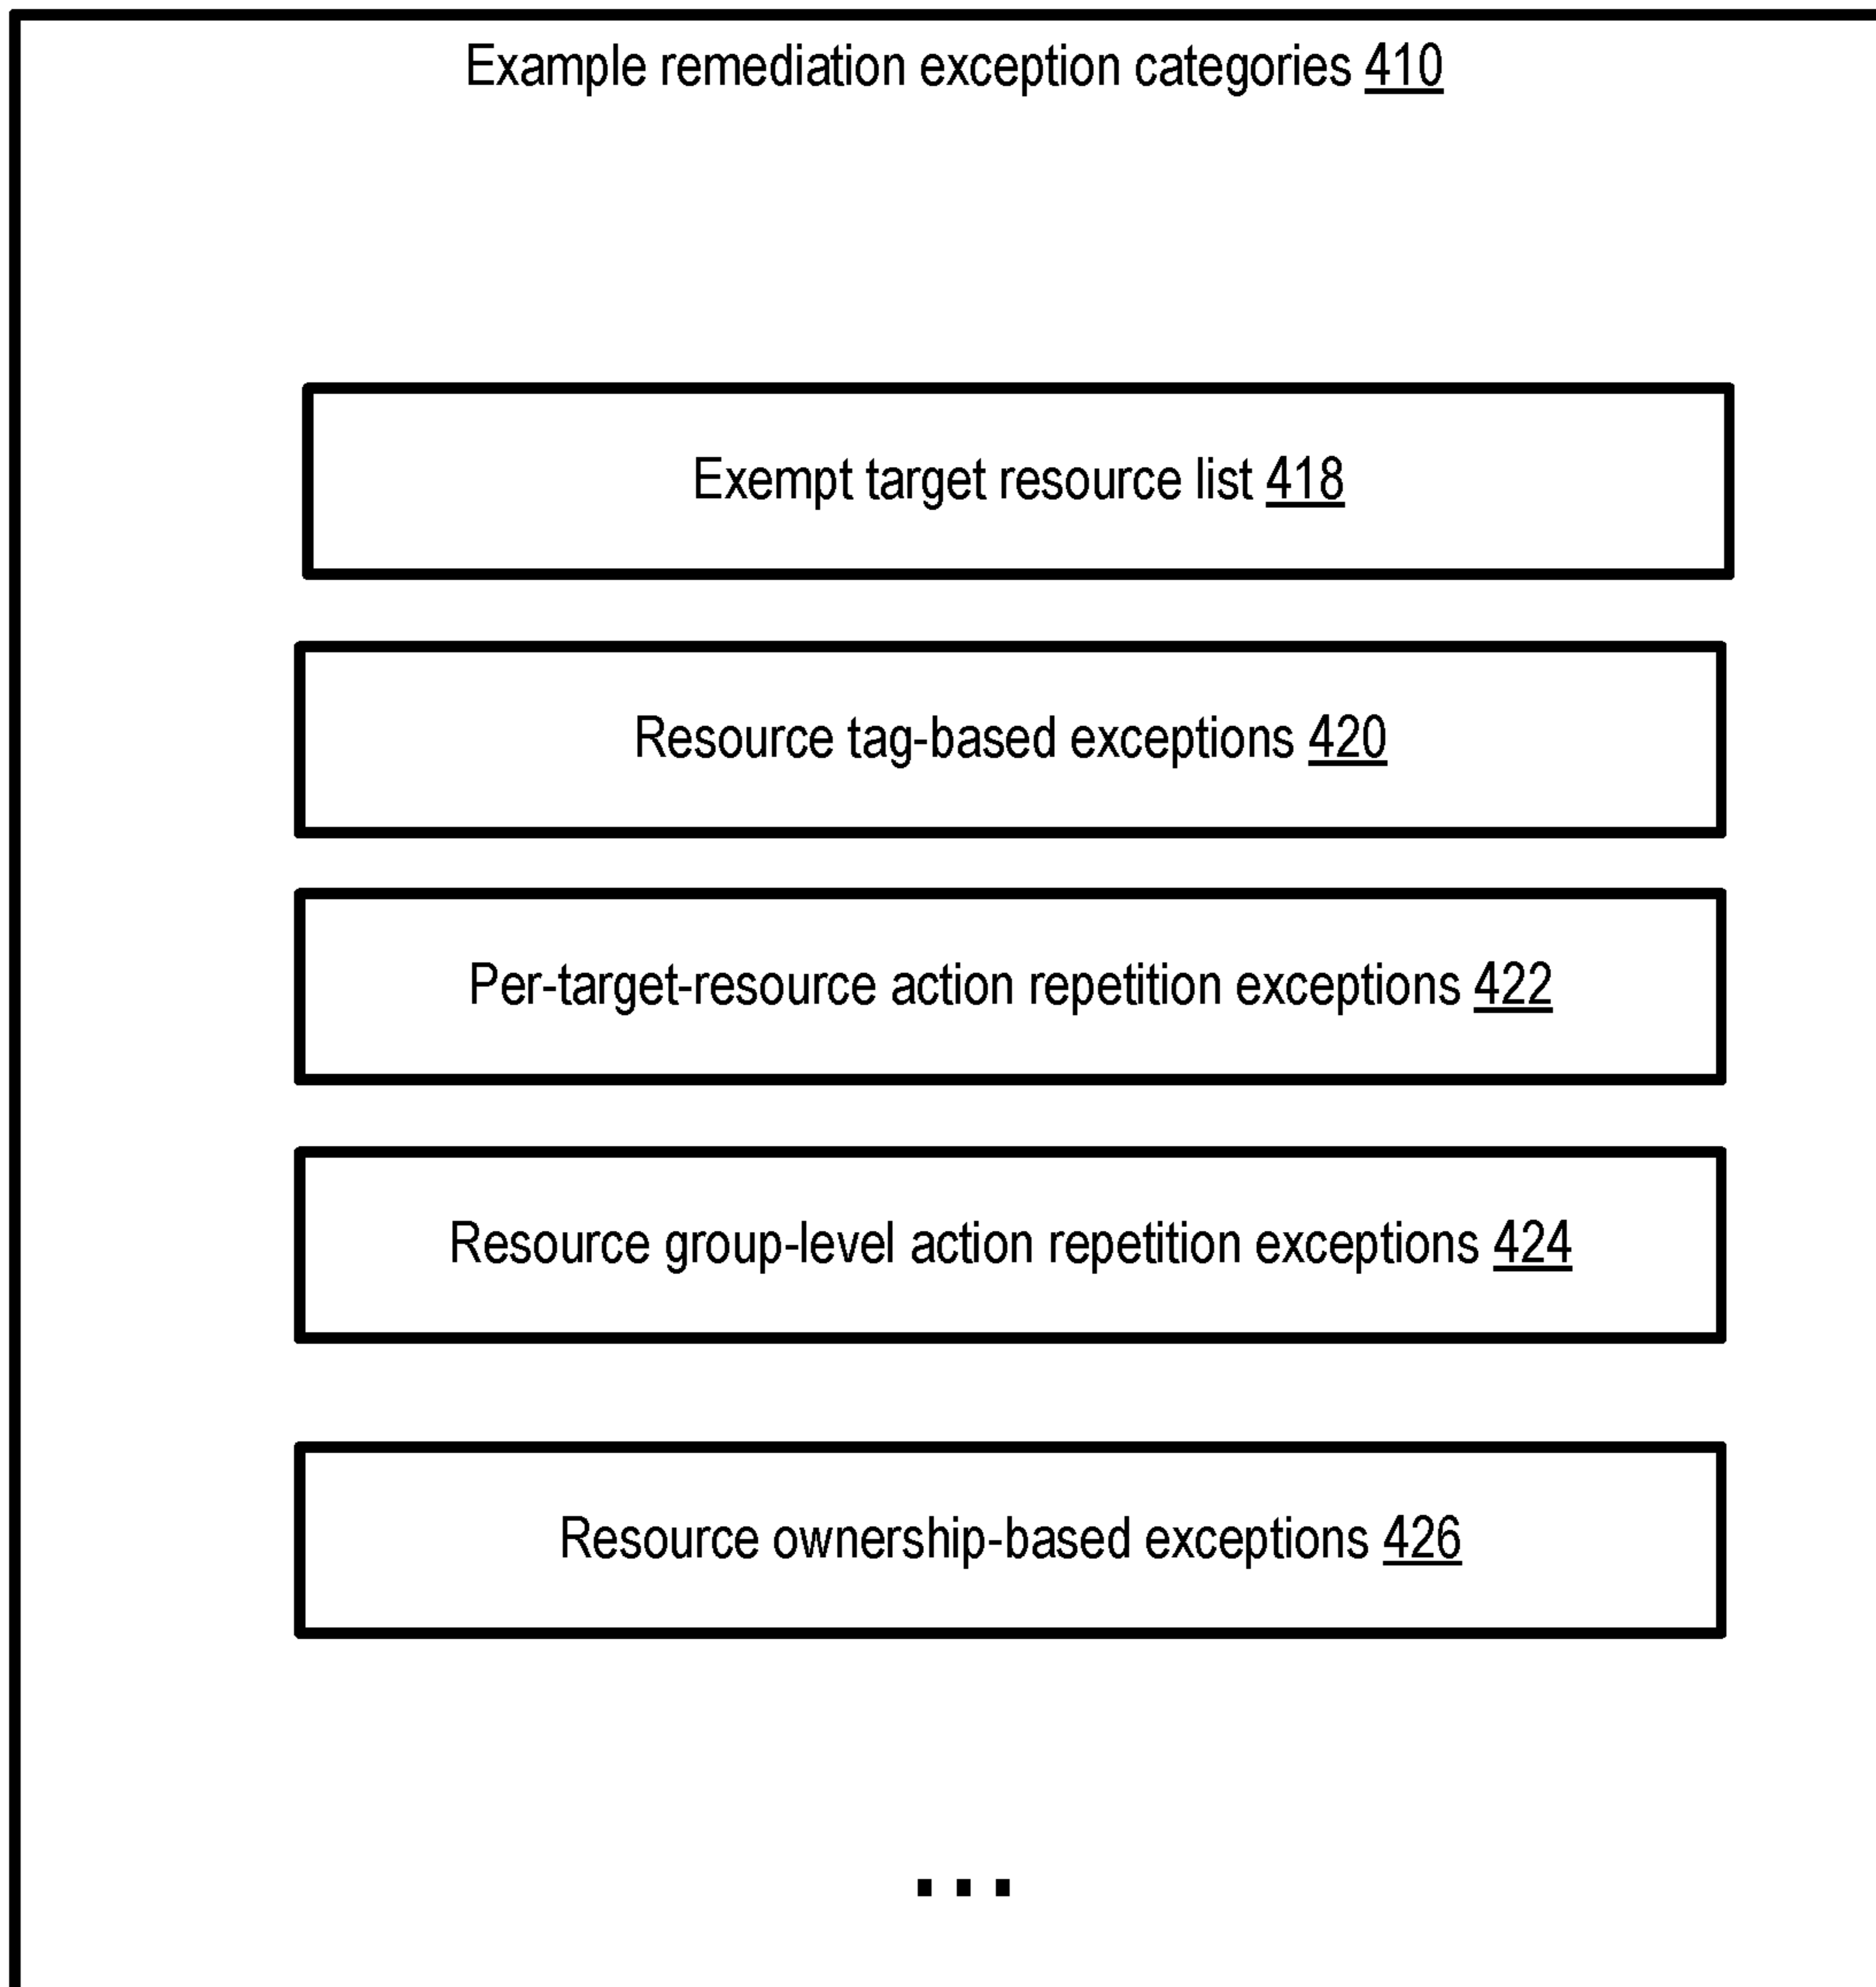 Example remediation exception categories 410
Exempt target resource list 418
Resource tag-based exceptions 420
Per-target-resource action repetition exceptions 422
Resource group-level action repetition exceptions 424
Resource ownership-based exceptions 426
...